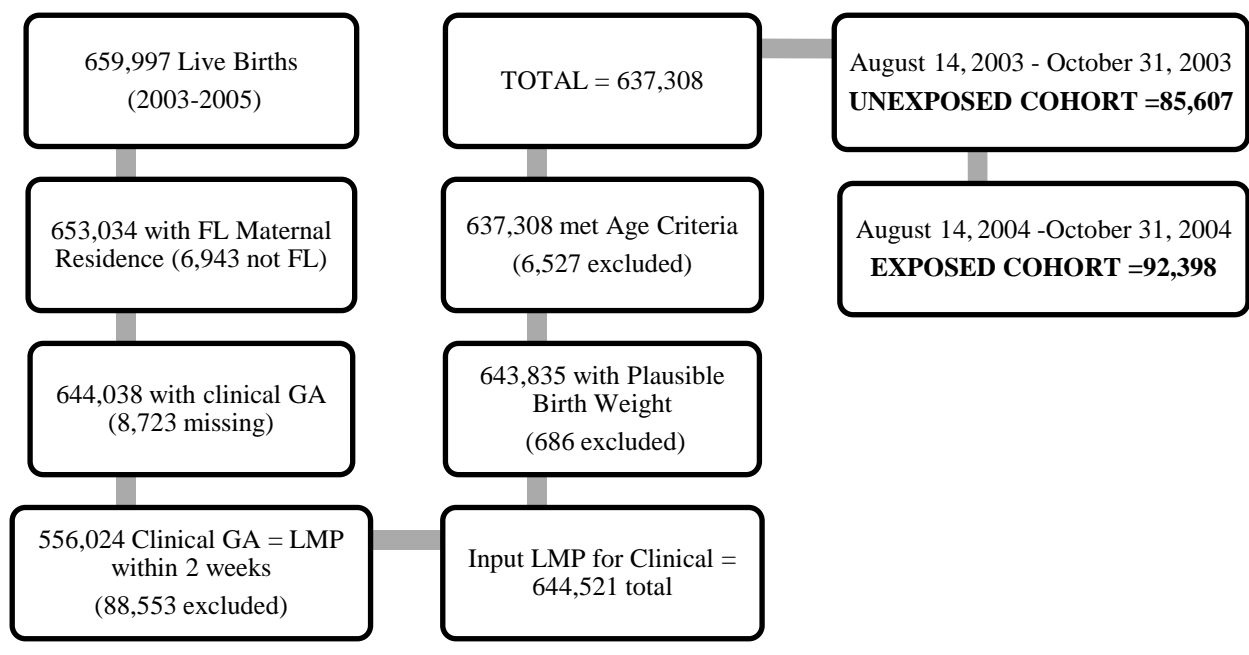 659,997 Live Births
(2003-2005)
653,034 with FL Maternal
Residence (6,943 not FL)
644,038 with clinical GA
(8,723 missing)
556,024 Clinical GA = LMP
within 2 weeks
(88,553 excluded)
Input LMP for Clinical =
644,521 total
643,835 with Plausible
Birth Weight
(686 excluded)
637,308 met Age Criteria
(6,527 excluded)
TOTAL = 637,308
August 14, 2003 - October 31, 2003
UNEXPOSED COHORT =85,607
August 14, 2004 -October 31, 2004
EXPOSED COHORT =92,398